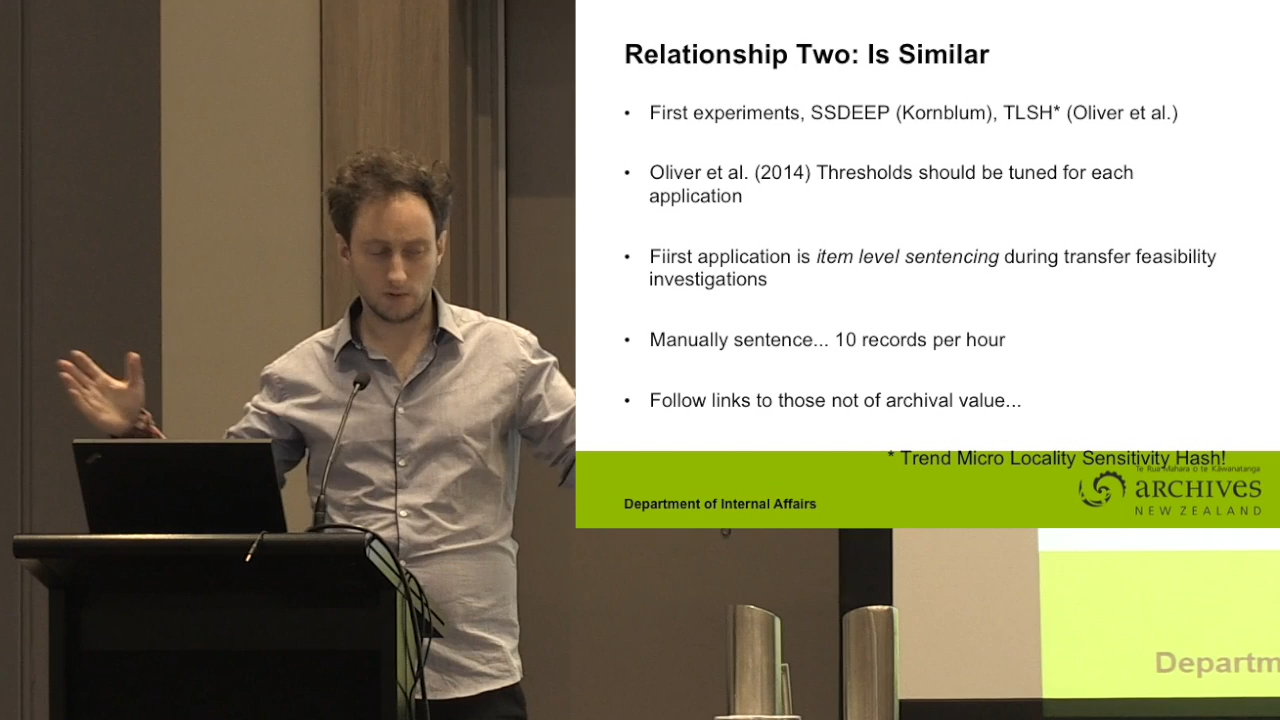 Relationship Two: Is Similar
• First experiments, SSDEEP (Kornblum), TLSH* (Oliver et al.)
• Oliver et al. (2014) Thresholds should be tuned for each
application
• Fiirst application is item level sentencing during transfer feasibility
investigations
• Manually sentence... 10 records per hour
• Follow links to those not of archival value...
* Trend Micro Locality Sensitivity Hash!
Te Rua Mahara o te Kāwanatanga
ARCHIVES
NEW ZEALAND
Department of Internal Affairs
Departm